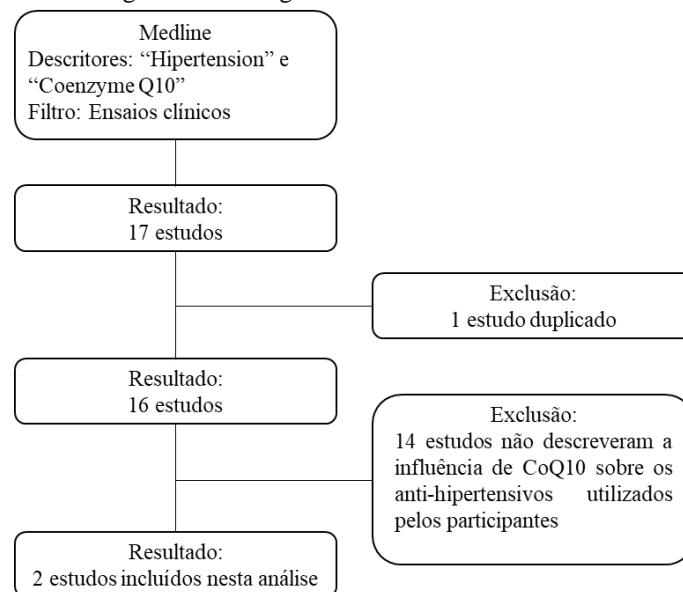 Medline
Descritores: “Hipertension” e
“Coenzyme Q10”
Filtro: Ensaios clínicos
Resultado:
17 estudos
Exclusão:
1 estudo duplicado
Resultado:
16 estudos
Exclusão:
14 estudos não descreveram a
influência de CoQ10 sobre os
anti-hipertensivos utilizados
pelos participantes
Resultado:
2 estudos incluídos nesta análise